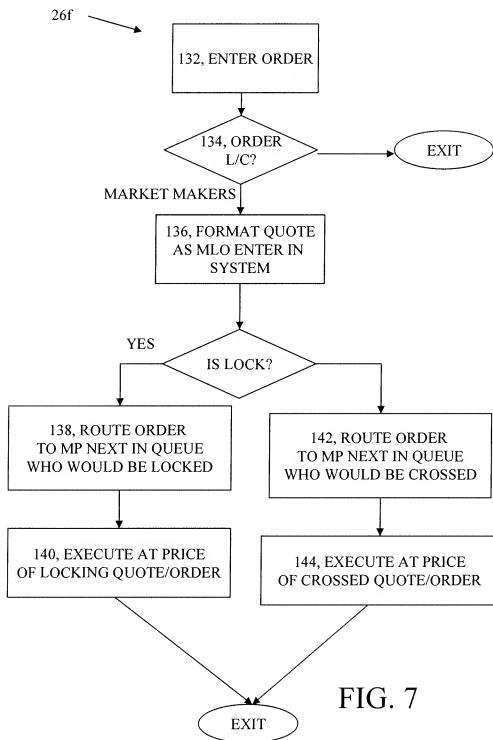 26f
132, ENTER ORDER
134, ORDER
L/C?
EXIT
MARKET MAKERS
136, FORMAT QUOTE
AS MLO ENTER IN
SYSTEM
YES
IS LOCK?
138, ROUTE ORDER
TO MP NEXT IN QUEUE
WHO WOULD BE LOCKED
142, ROUTE ORDER
TO MP NEXT IN QUEUE
WHO WOULD BE CROSSED
140, EXECUTE AT PRICE
OF LOCKING QUOTE/ORDER
144, EXECUTE AT PRICE
OF CROSSED QUOTE/ORDER
FIG. 7
EXIT